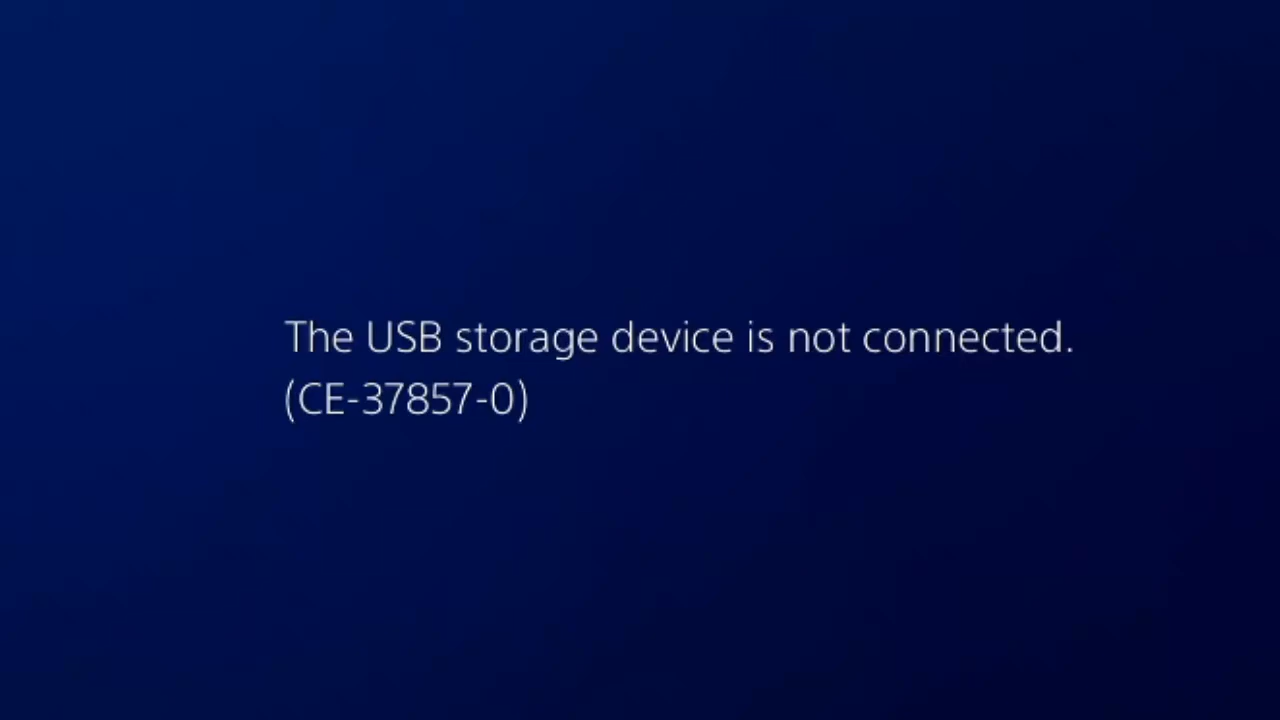 The USB storage device is not connected.
(CE-37857-0)